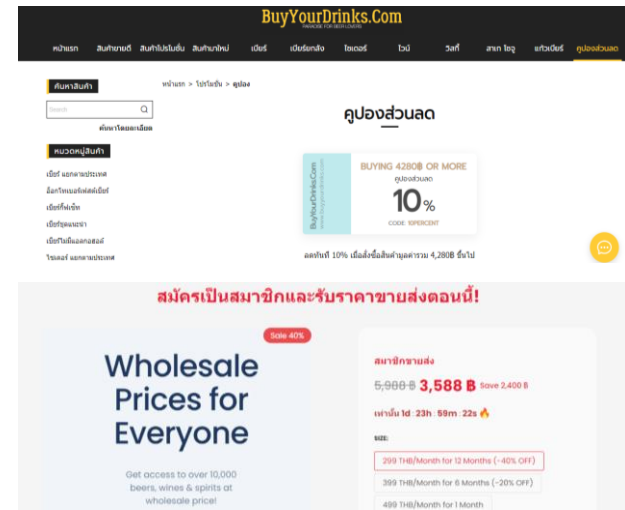 BuyYourDrinks.Com
PARADISE FOR BEER LOVERS
หน้าแรก สินค้าขายดี สินค้าโปรโมชั่น สินค้ามาใหม่ เบียร์ เบียร์ยกลัง ไซเดอร์ ไวน์ วิสกี้ สาเก โซจู แก้วเบียร์ คูปองส่วนลด
ค้นหาสินค้า
หน้าแรก > โปรโมชั่น > คูปอง
Search
ค้นหาโดยละเอียด
คูปองส่วนลด
หมวดหมู่สินค้า
เบียร์ แยกตามประเทศ
อ็อกโทเบอร์เฟสต์เบียร์
เบียร์กิ๊ฟเซ็ท
เบียร์ชุดแนะนำ
เบียร์ไม่มีแอลกอฮอล์
ไซเดอร์ แยกตามประเทศ
BuyYourDrinks.Com
www.buyyourdrinks.com
BUYING 4280฿ OR MORE
คูปองส่วนลด
10%
CODE: 10PERCENT
ลดทันที 10% เมื่อสั่งซื้อสินค้ามูลค่ารวม 4,280฿ ขึ้นไป
สมัครเป็นสมาชิกและรับราคาขายส่งตอนนี้!
Sale 40%
Wholesale
Prices for
Everyone
Get access to over 10,000
beers, wines & spirits at
wholesale price!
สมาชิกขายส่ง
5,988 ฿ 3,588 ฿ Save 2,400 ฿
เท่านั้น 1d : 23h : 59m : 22s 🔥
SIZE:
299 THB/Month for 12 Months (-40% OFF)
399 THB/Month for 6 Months (-20% OFF)
499 THB/Month for 1 Month